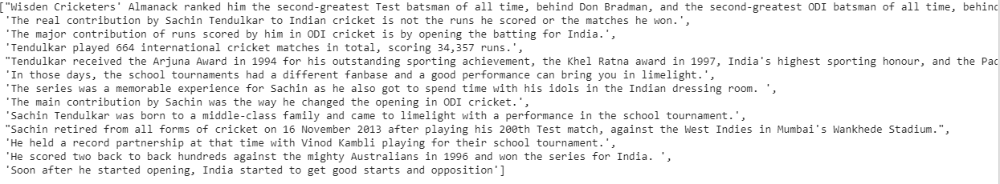 ["Wisden Cricketers' Almanack ranked him the second-greatest Test batsman of all time, behind Don Bradman, and the second-greatest ODI batsman of all time, behind
'The real contribution by Sachin Tendulkar to Indian cricket is not the runs he scored or the matches he won.',
'The major contribution of runs scored by him in ODI cricket is by opening the batting for India.',
'Tendulkar played 664 international cricket matches in total, scoring 34,357 runs.',
"Tendulkar received the Arjuna Award in 1994 for his outstanding sporting achievement, the Khel Ratna award in 1997, India's highest sporting honour, and the
'In those days, the school tournaments had a different fanbase and a good performance can bring you in limelight.',
'The series was a memorable experience for Sachin as he also got to spend time with his idols in the Indian dressing room. ',
'The main contribution by Sachin was the way he changed the opening in ODI cricket.',
'Sachin Tendulkar was born to a middle-class family and came to limelight with a performance in the school tournament.',
"Sachin retired from all forms of cricket on 16 November 2013 after playing his 200th Test match, against the West Indies in Mumbai's Wankhede Stadium.",
'He held a record partnership at that time with Vinod Kambli playing for their school tournament.',
'He scored two back to back hundreds against the mighty Australians in 1996 and won the series for India. ',
'Soon after he started opening, India started to get good starts and opposition']